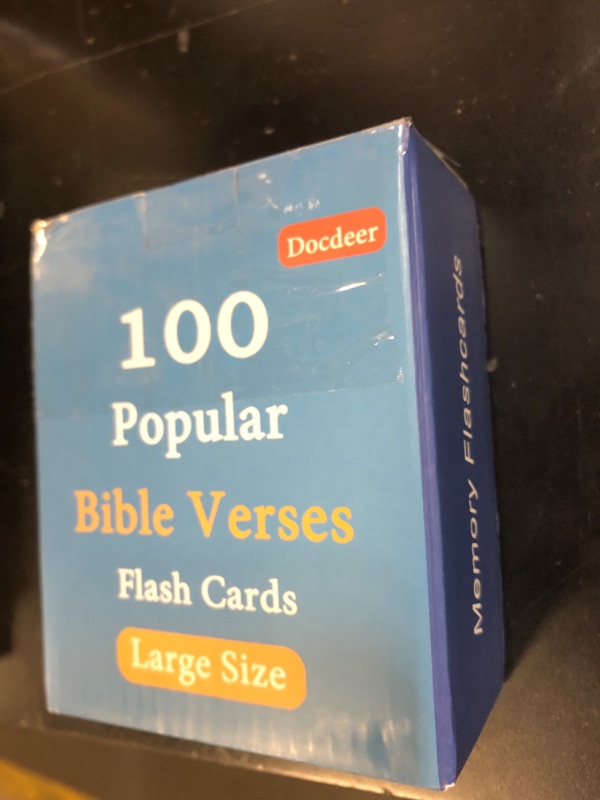 Docdeer
100
Popular
Bible Verses
Flash Cards
Large Size
Memory Flashcards